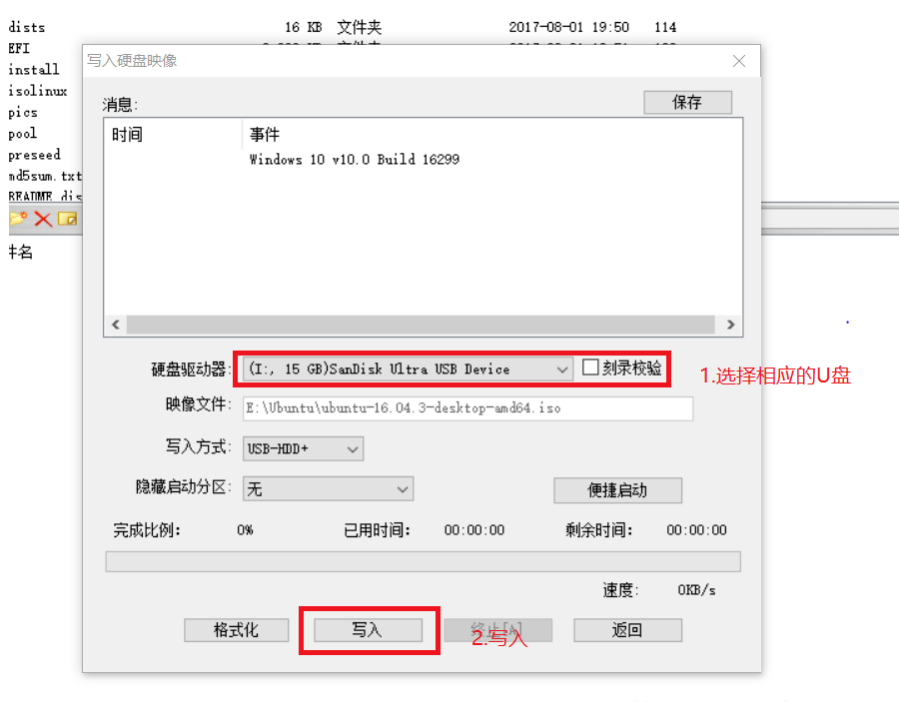 dists 16 KB 文件夹 2017-08-01 19:50 114
EFI
写入硬盘映像
install
isolinux
消息: 保存
pics
时间 事件
pool
preseed Windows 10 v10.0 Build 16299
md5sum.txt
README.dis
件名
硬盘驱动器: (I:, 15 GB)SanDisk Ultra USB Device 刻录校验 1.选择相应的U盘
映像文件: E:\Ubuntu\ubuntu-16.04.3-desktop-amd64.iso
写入方式: USB-HDD+
隐藏启动分区: 无 便捷启动
完成比例: 0% 已用时间: 00:00:00 剩余时间: 00:00:00
速度: 0KB/s
格式化 写入 终止[A] 返回
2.写入